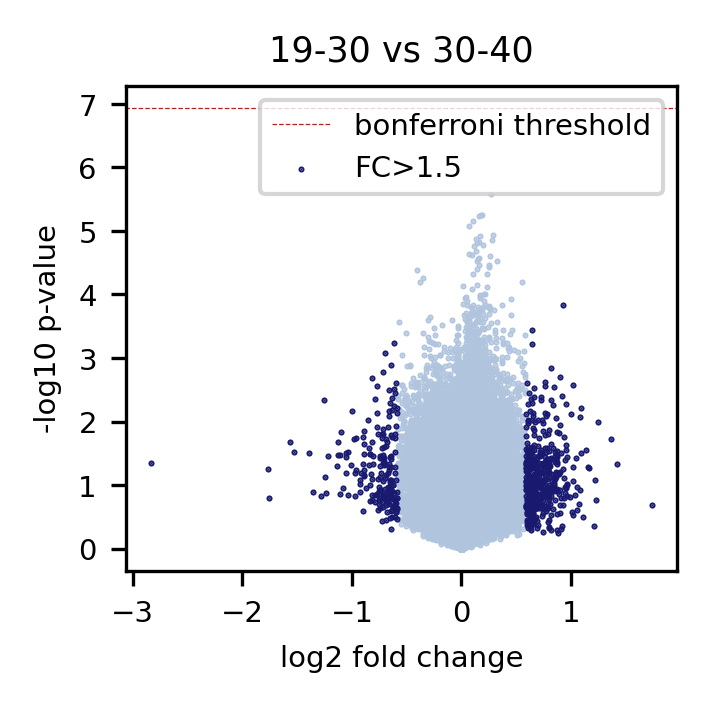 19-30 vs 30-40
7
6
5
4
3
2
1
0
-log10 p-value
bonferroni threshold
FC>1.5
−3
−2
−1
0
1
log2 fold change